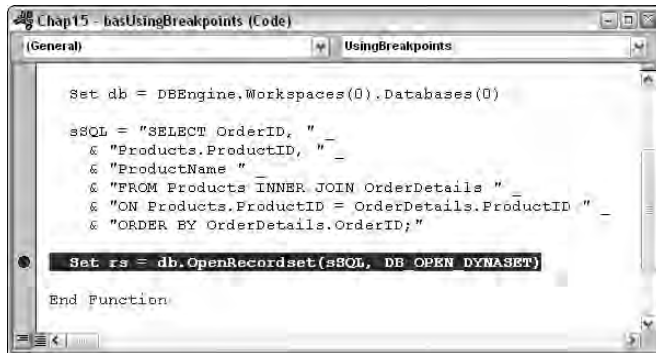 Chap15 - basUsingBreakpoints (Code)
(General) UsingBreakpoints
Set db = DBEngine.Workspaces(0).Databases(0)
sSQL = "SELECT OrderID, " _
& "Products.ProductID, " _
& "ProductName " _
& "FROM Products INNER JOIN OrderDetails " _
& "ON Products.ProductID = OrderDetails.ProductID " _
& "ORDER BY OrderDetails.OrderID;"
Set rs = db.OpenRecordset(sSQL, DB_OPEN_DYNASET)
End Function